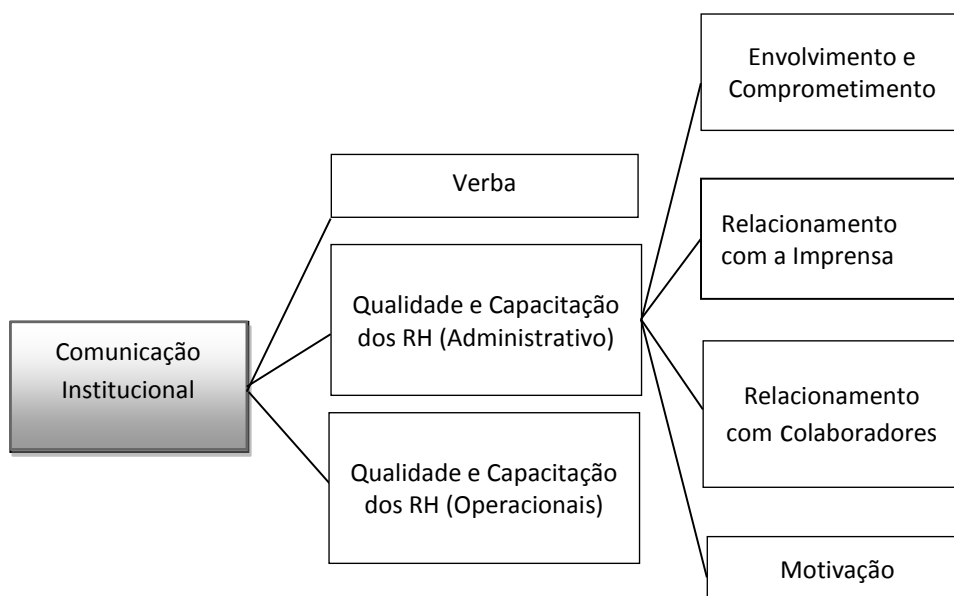 Comunicação
Institucional
Verba
Qualidade e Capacitação
dos RH (Administrativo)
Qualidade e Capacitação
dos RH (Operacionais)
Envolvimento e
Comprometimento
Relacionamento
com a Imprensa
Relacionamento
com Colaboradores
Motivação